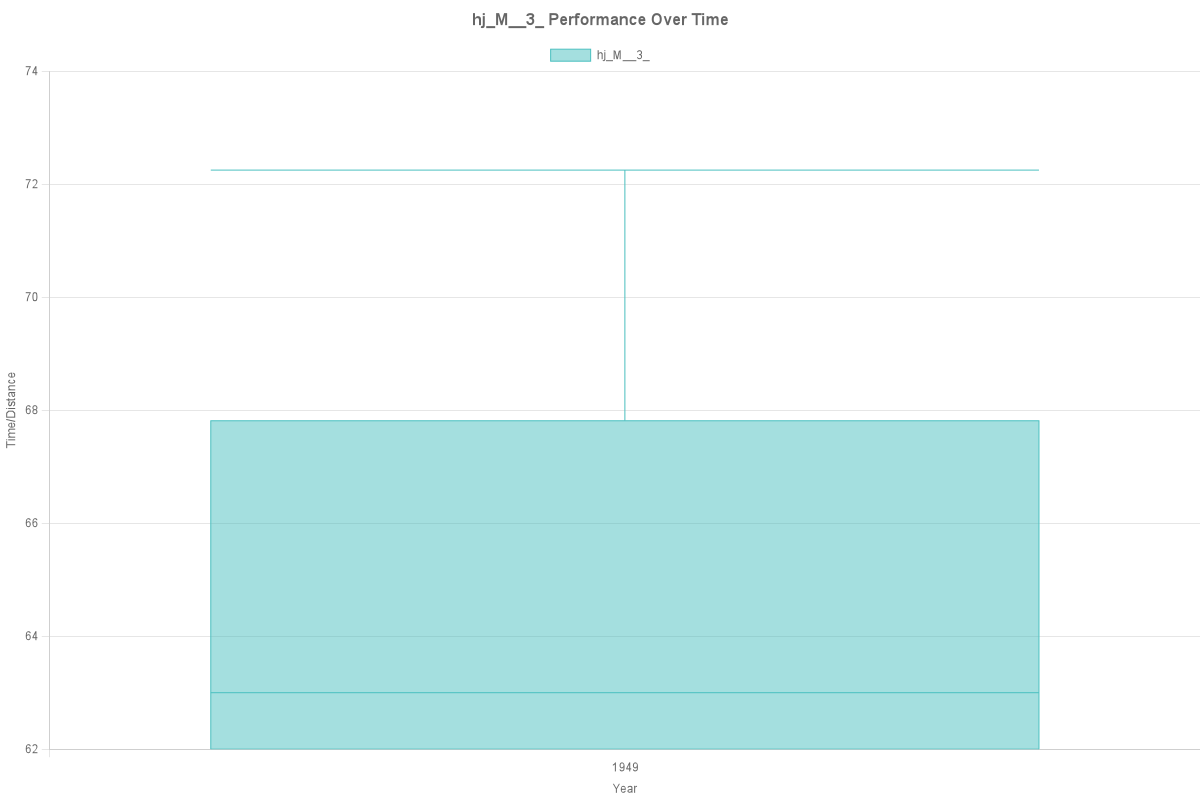 hj_M__3_ Performance Over Time
hj_M__3_
74
72
70
68
66
64
62
Time/Distance
1949
Year